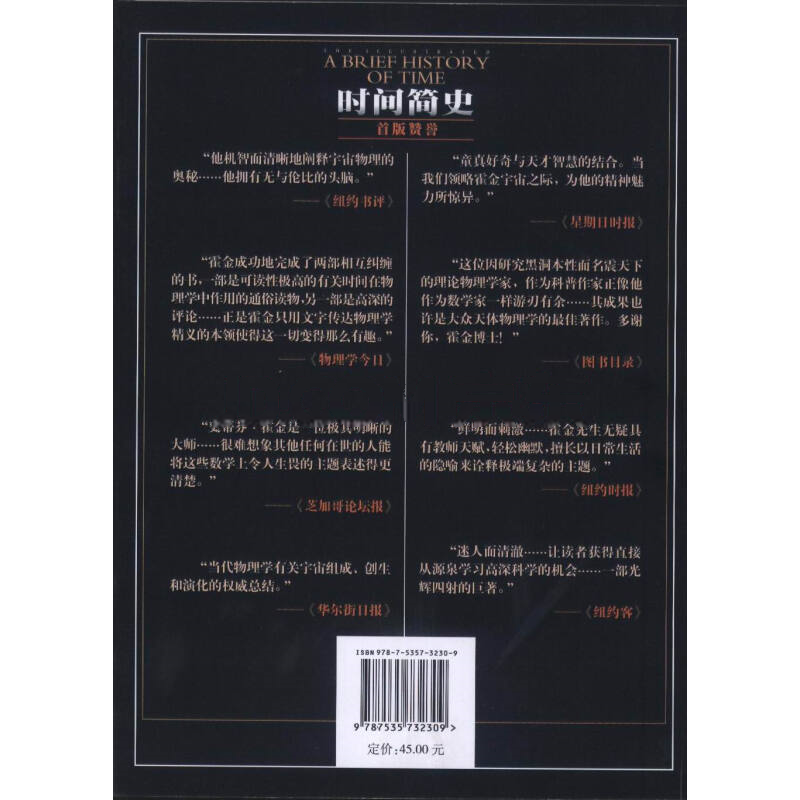 THE ILLUSTRATED
A BRIEF HISTORY
OF TIME
时间简史
首版赞誉
“他机智而清晰地阐释宇宙物理的
奥秘……他拥有无与伦比的头脑。”
——《纽约书评》
“霍金成功地完成了两部相互纠缠
的书，一部是可读性极高的有关时间在物
理学中作用的通俗读物，另一部是高深的
评论……正是霍金只用文字传达物理学
精义的本领使得这一切变得那么有趣。”
——《物理学今日》
“史蒂芬·霍金是一位极其明晰的
大师……很难想象其他任何在世的人能
将这些数学上令人生畏的主题表述得更
清楚。”
——《芝加哥论坛报》
“当代物理学有关宇宙组成、创生
和演化的权威总结。”
——《华尔街日报》
“童真好奇与天才智慧的结合。当
我们领略霍金宇宙之际，为他的精神魅
力所惊异。”
——《星期日时报》
“这位因研究黑洞本性而名震天下
的理论物理学家，作为科普作家正像他
作为数学家一样游刃有余……其成果也
许是大众天体物理学的最佳著作。多谢
你，霍金博士！”
——《图书目录》
“鲜明而刺激……霍金先生无疑具
有教师天赋，轻松幽默，擅长以日常生活
的隐喻来诠释极端复杂的主题。”
——《纽约时报》
“迷人而清澈……让读者获得直接
从源泉学习高深科学的机会……一部光
辉四射的巨著。”
——《纽约客》
ISBN 978-7-5357-3230-9
9 787535 732309 >
定价：45.00 元